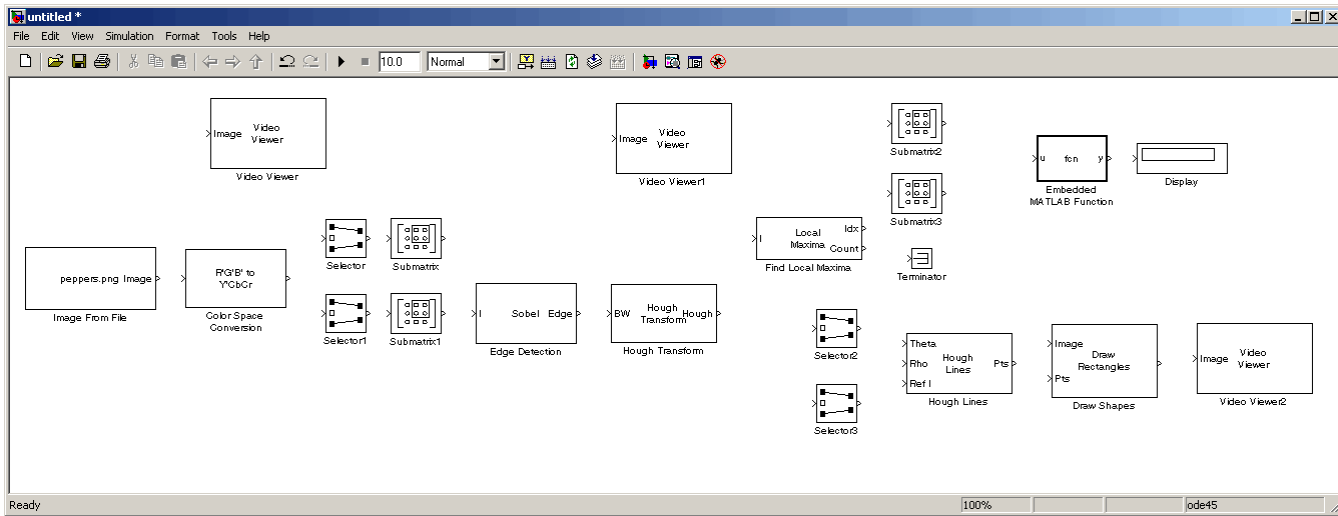 untitled *
File Edit View Simulation Format Tools Help
10.0 Normal
Image Video Viewer
Video Viewer
Image Video Viewer
Video Viewer1
Submatrix2
u fcn y
Embedded
MATLAB Function
Display
Submatrix3
Selector
Submatrix
I Local Maxima Idx Count
Find Local Maxima
Terminator
peppers.png Image
Image From File
R'G'B' to
Y'CbCr
Color Space
Conversion
Selector1
Submatrix1
I Sobel Edge
Edge Detection
BW Hough Transform Hough
Hough Transform
Selector2
Selector3
Theta
Rho Hough Lines Pts
Ref I
Hough Lines
Image Draw Rectangles
Pts
Draw Shapes
Image Video Viewer
Video Viewer2
Ready 100% ode45